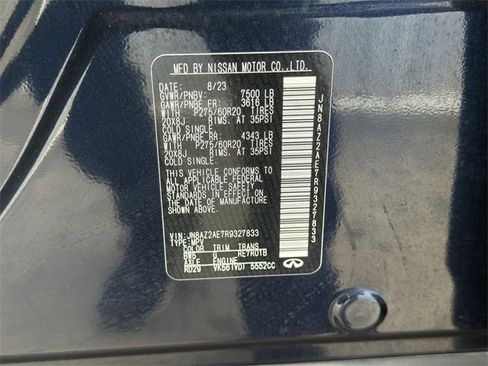 MFD BY NISSAN MOTOR CO.,LTD.
DATE: 8/23
GVWR/PNBV: 7500 LB
GAWR/PNBE FR: 3616 LB
WITH P275/60R20 TIRES
20X8J RIMS. AT 35PSI
COLD SINGLE.
GAWR/PNBE RR: 4343 LB
WITH P275/60R20 TIRES
20X8J RIMS. AT 35PSI
COLD SINGLE.
THIS VEHICLE CONFORMS TO
ALL APPLICABLE FEDERAL
MOTOR VEHICLE SAFETY
STANDARDS IN EFFECT
ON THE DATE OF MANUFACTURE
SHOWN ABOVE.
VIN: JN8AZ2AE7R9327833
TYPE: MPV
COLOR TRIM TRANS
BW5 G RE7R01B
AXLE ENGINE
RD29 VK56(VD) 5552CC
INFINITI
JN8AZ2AE7R9327833